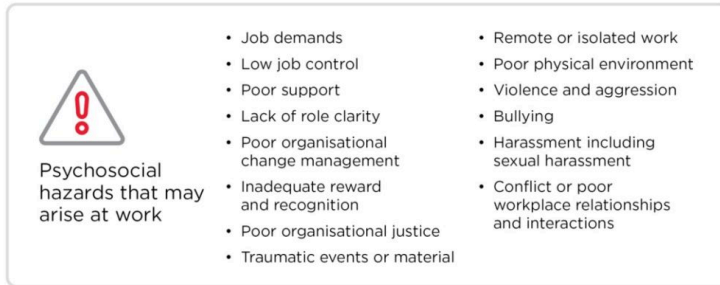 Psychosocial
hazards that may
arise at work
• Job demands
• Low job control
• Poor support
• Lack of role clarity
• Poor organisational
change management
• Inadequate reward
and recognition
• Poor organisational justice
• Traumatic events or material
• Remote or isolated work
• Poor physical environment
• Violence and aggression
• Bullying
• Harassment including
sexual harassment
• Conflict or poor
workplace relationships
and interactions